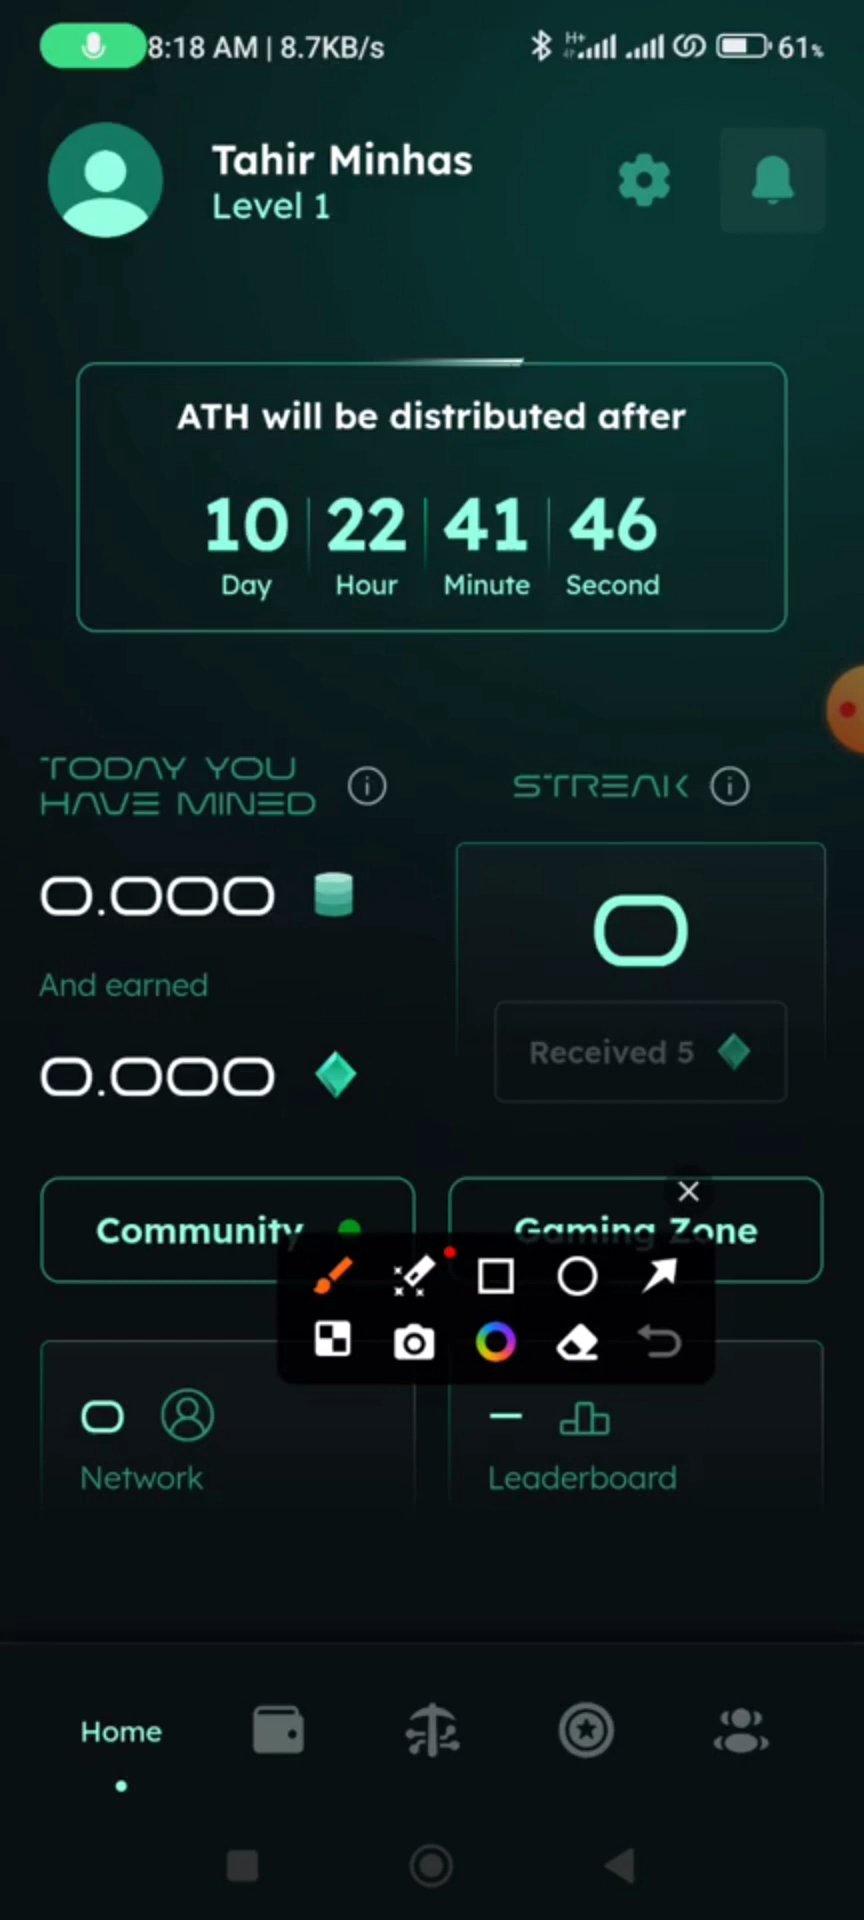 8:18 AM | 8.7KB/s H+ 61%
Tahir Minhas
Level 1
ATH will be distributed after
10 22 41 46
Day Hour Minute Second
TODAY YOU
HAVE MINED
STREAK
0.000
0
And earned
Received 5
0.000
Community Gaming Zone
0 –
Network Leaderboard
Home